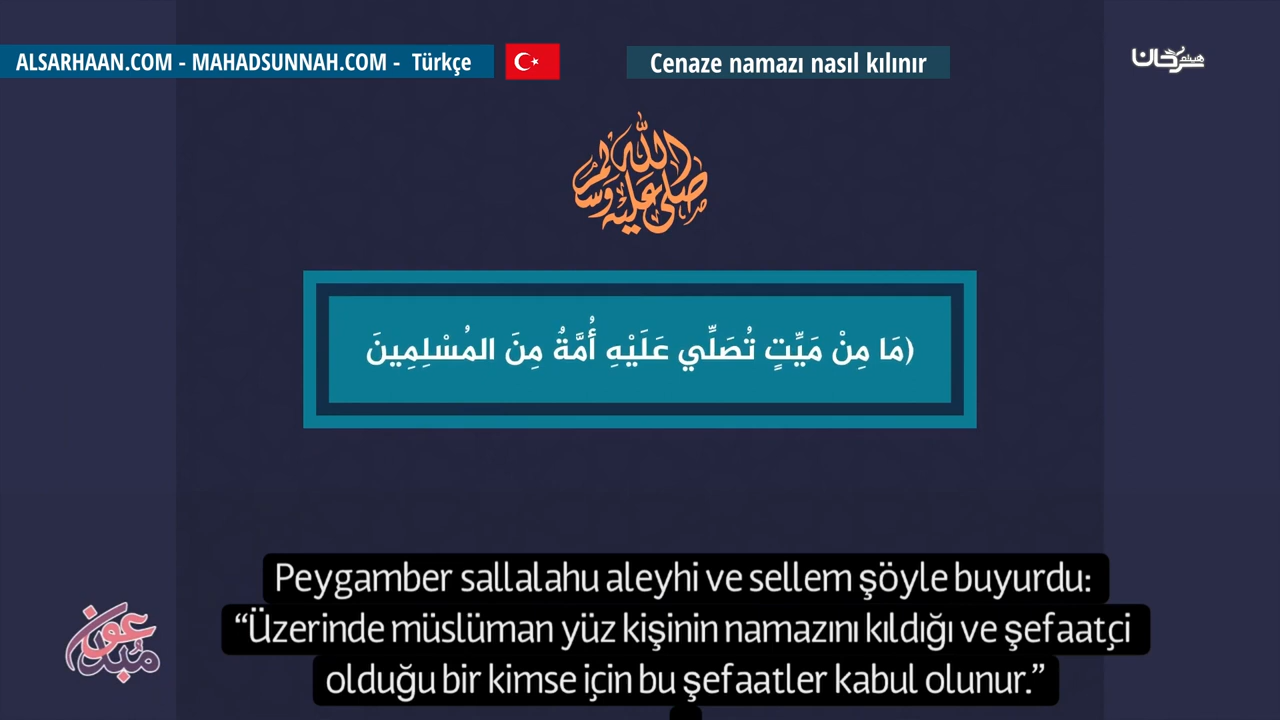 ALSARHAAN.COM - MAHADSUNNAH.COM - Türkçe
Cenaze namazı nasıl kılınır
هيثم سرحان
صلى الله عليه وسلم
(مَا مِنْ مَيِّتٍ تُصَلِّي عَلَيْهِ أُمَّةٌ مِنَ المُسْلِمِينَ
Peygamber sallalahu aleyhi ve sellem şöyle buyurdu:
“Üzerinde müslüman yüz kişinin namazını kıldığı ve şefaatçi
olduğu bir kimse için bu şefaatler kabul olunur.”